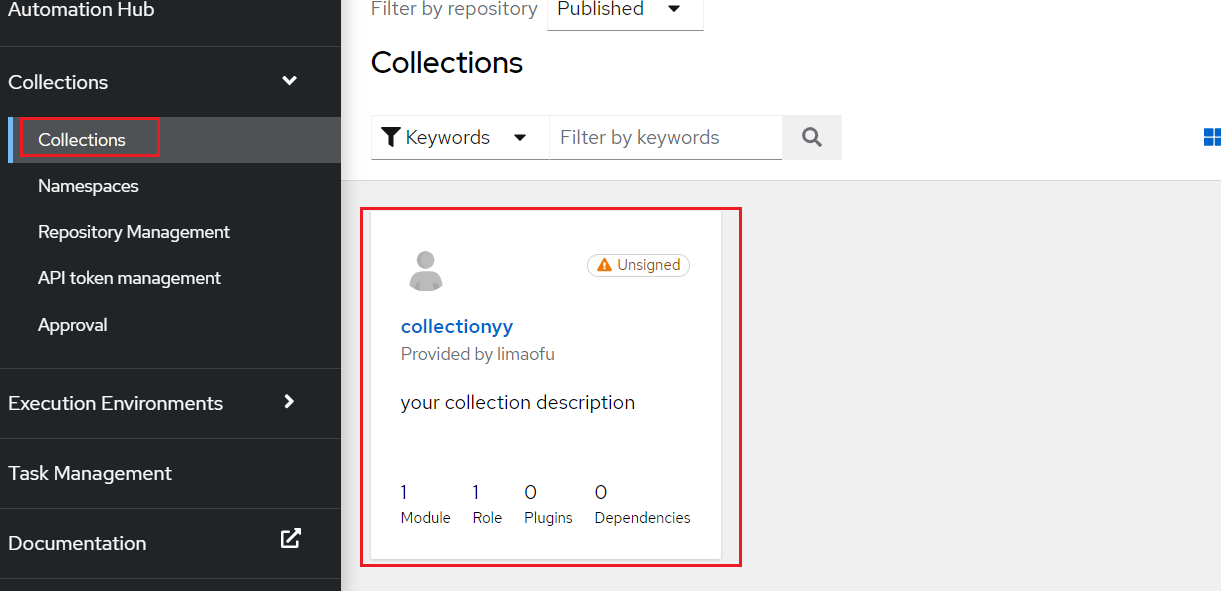 Automation Hub
Collections
Collections
Namespaces
Repository Management
API token management
Approval
Execution Environments
Task Management
Documentation
Filter by repository Published
Collections
Keywords Filter by keywords
Unsigned
collectionyy
Provided by limaofu
your collection description
1 1 0 0
Module Role Plugins Dependencies